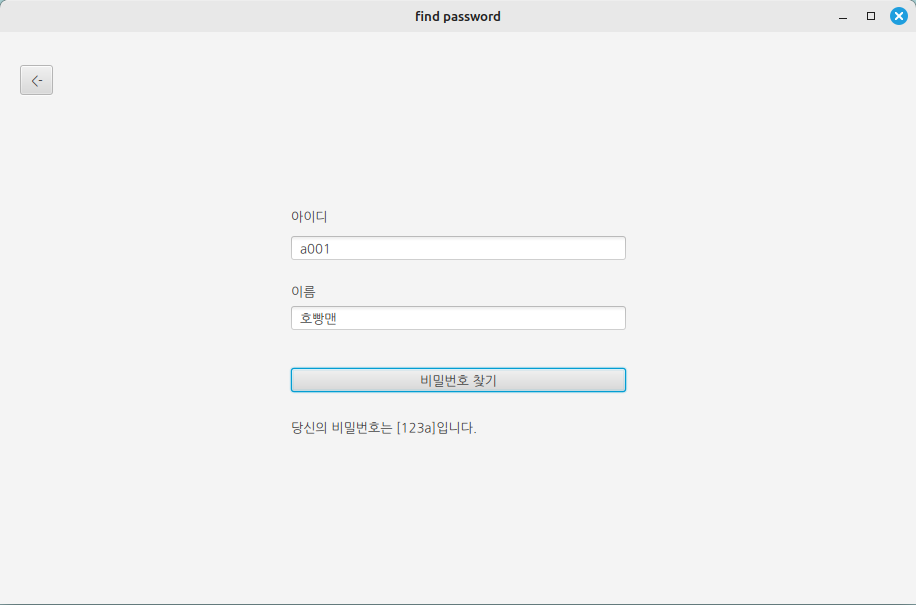 find password
<-
아이디
a001
이름
호빵맨
비밀번호 찾기
당신의 비밀번호는 [123a]입니다.